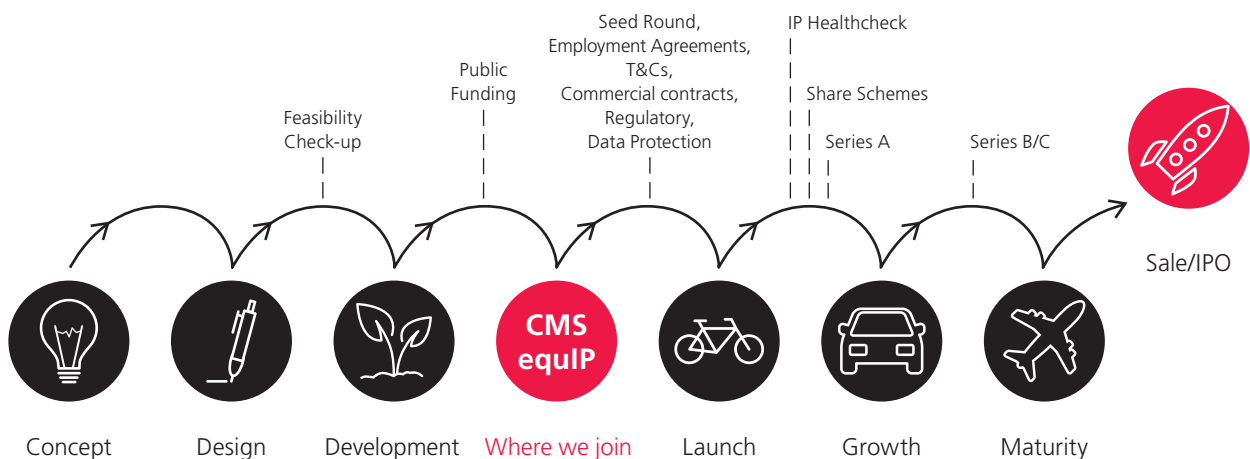 Seed Round,
Employment Agreements,
T&Cs,
Commercial contracts,
Regulatory,
Data Protection
IP Healthcheck
Public
Funding
Share Schemes
Feasibility
Check-up
Series A
Series B/C
Sale/IPO
CMS
equIP
Concept
Design
Development
Where we join
Launch
Growth
Maturity